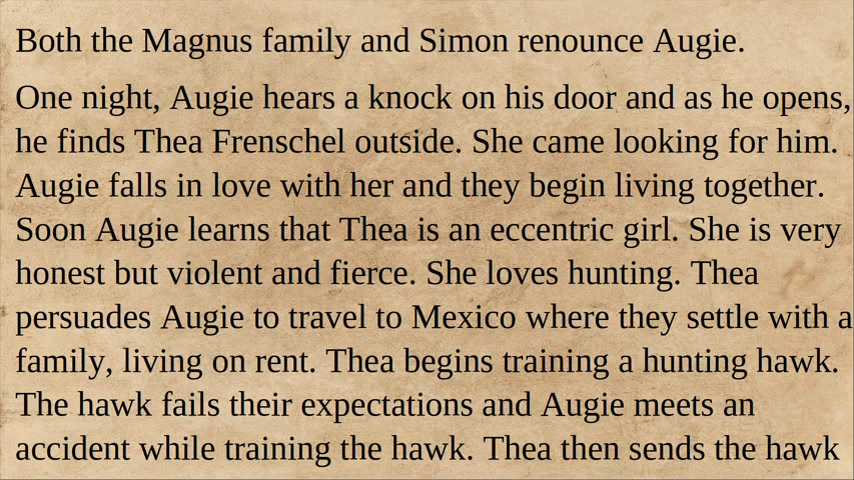 Both the Magnus family and Simon renounce Augie.
One night, Augie hears a knock on his door and as he opens,
he finds Thea Frenschel outside. She came looking for him.
Augie falls in love with her and they begin living together.
Soon Augie learns that Thea is an eccentric girl. She is very
honest but violent and fierce. She loves hunting. Thea
persuades Augie to travel to Mexico where they settle with a
family, living on rent. Thea begins training a hunting hawk.
The hawk fails their expectations and Augie meets an
accident while training the hawk. Thea then sends the hawk